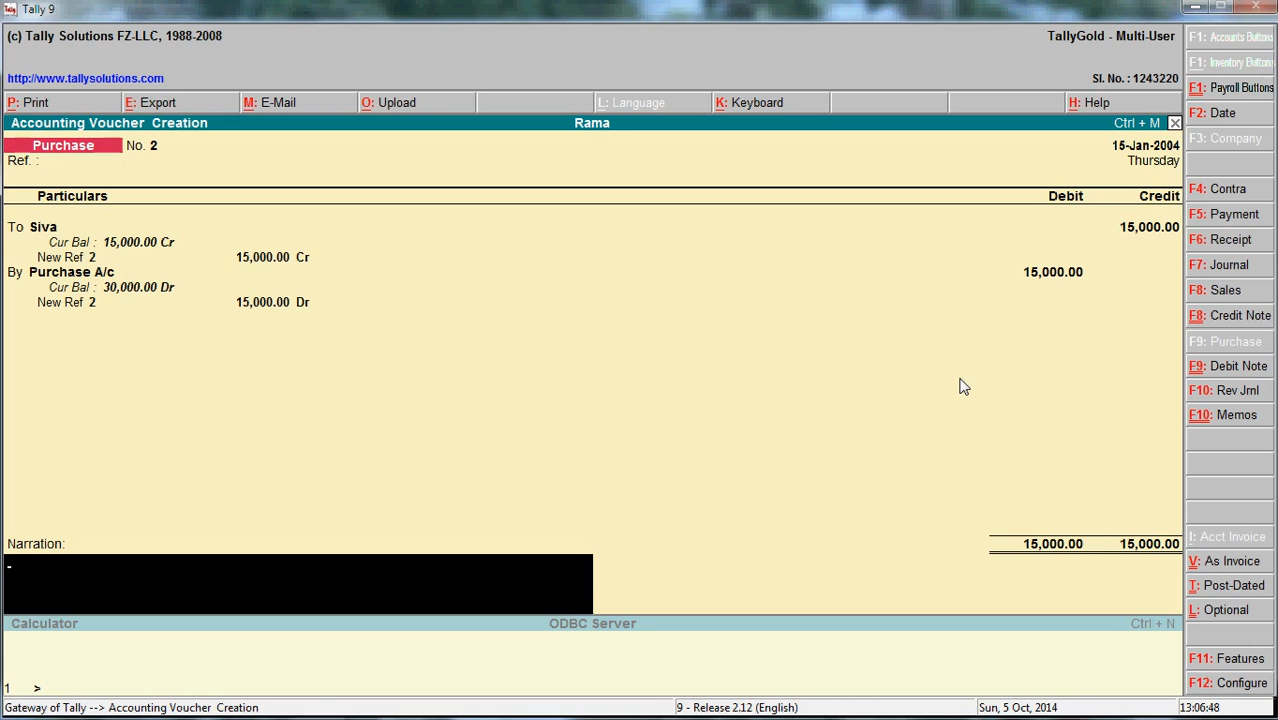 Tally 9
(c) Tally Solutions FZ-LLC, 1988-2008
TallyGold - Multi-User
http://www.tallysolutions.com
Sl. No. : 1243220
P: Print
E: Export
M: E-Mail
O: Upload
L: Language
K: Keyboard
H: Help
Accounting Voucher Creation
Rama
Ctrl + M
Purchase No. 2
15-Jan-2004
Ref. :
Thursday
Particulars Debit Credit
To Siva 15,000.00
Cur Bal : 15,000.00 Cr
New Ref 2 15,000.00 Cr
By Purchase A/c 15,000.00
Cur Bal : 30,000.00 Dr
New Ref 2 15,000.00 Dr
Narration: 15,000.00 15,000.00
Calculator ODBC Server Ctrl + N
1 >
Gateway of Tally --> Accounting Voucher Creation
9 - Release 2.12 (English)
Sun, 5 Oct, 2014
13:06:48
F1: Accounts Buttons
F1: Inventory Buttons
F1: Payroll Buttons
F2: Date
F3: Company
F4: Contra
F5: Payment
F6: Receipt
F7: Journal
F8: Sales
F8: Credit Note
F9: Purchase
F9: Debit Note
F10: Rev Jrnl
F10: Memos
I: Acct Invoice
V: As Invoice
T: Post-Dated
L: Optional
F11: Features
F12: Configure